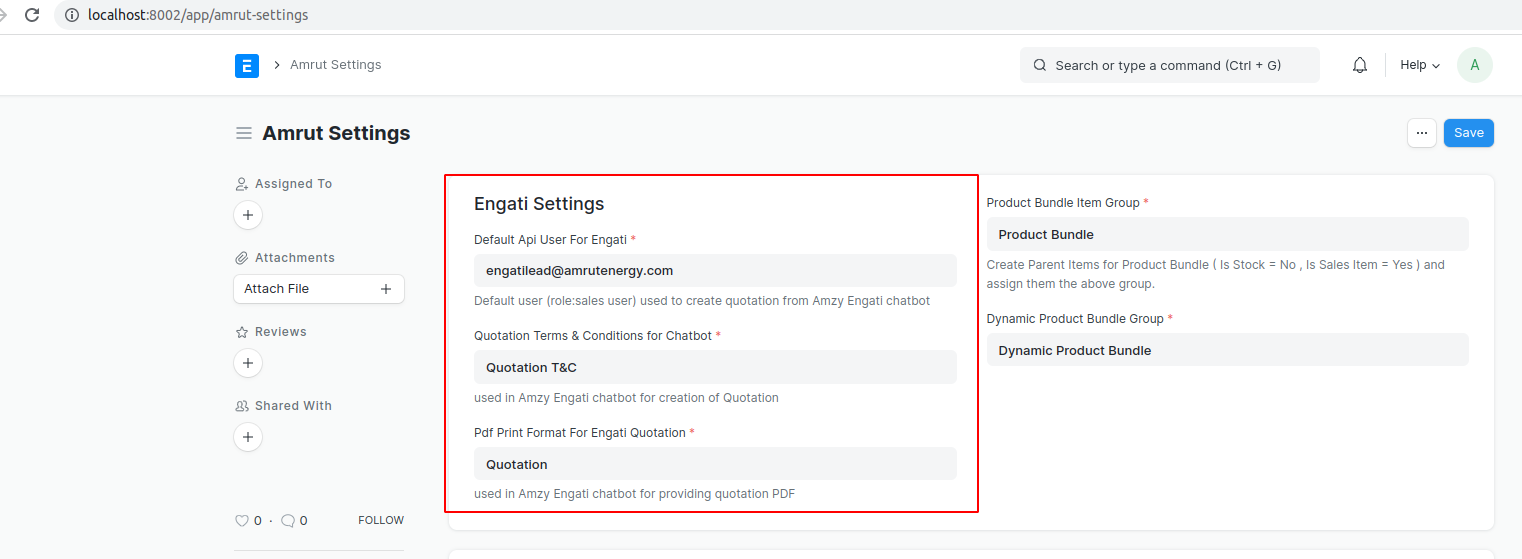 localhost:8002/app/amrut-settings
E
Amrut Settings
Search or type a command (Ctrl + G)
Help
A
Amrut Settings
...
Save
Assigned To
+
Attachments
Attach File +
Reviews
+
Shared With
+
0 · 0 FOLLOW
Engati Settings
Default Api User For Engati *
engatilead@amrutenergy.com
Default user (role:sales user) used to create quotation from Amzy Engati chatbot
Quotation Terms & Conditions for Chatbot *
Quotation T&C
used in Amzy Engati chatbot for creation of Quotation
Pdf Print Format For Engati Quotation *
Quotation
used in Amzy Engati chatbot for providing quotation PDF
Product Bundle Item Group *
Product Bundle
Create Parent Items for Product Bundle ( Is Stock = No , Is Sales Item = Yes ) and
assign them the above group.
Dynamic Product Bundle Group *
Dynamic Product Bundle